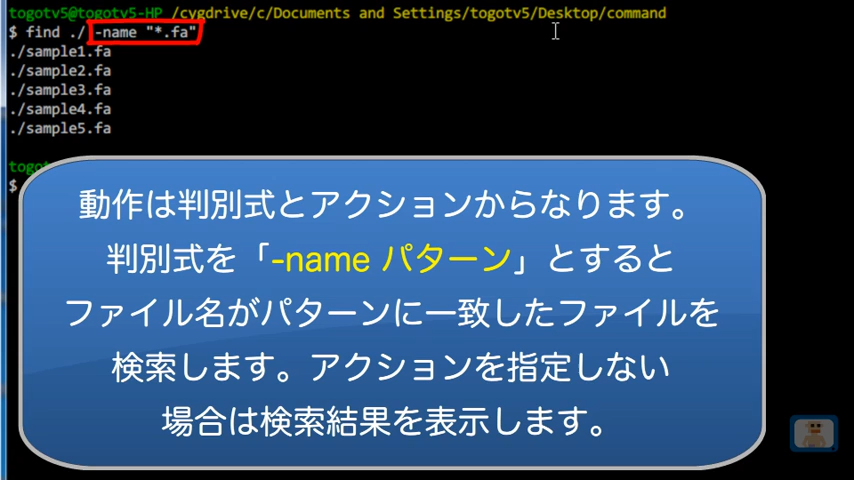 togotv5@togotv5-HP /cygdrive/c/Documents and Settings/togotv5/Desktop/command
$ find ./ -name "*.fa"
./sample1.fa
./sample2.fa
./sample3.fa
./sample4.fa
./sample5.fa
$
動作は判別式とアクションからなります。
判別式を「-name パターン」とすると
ファイル名がパターンに一致したファイルを
検索します。アクションを指定しない
場合は検索結果を表示します。